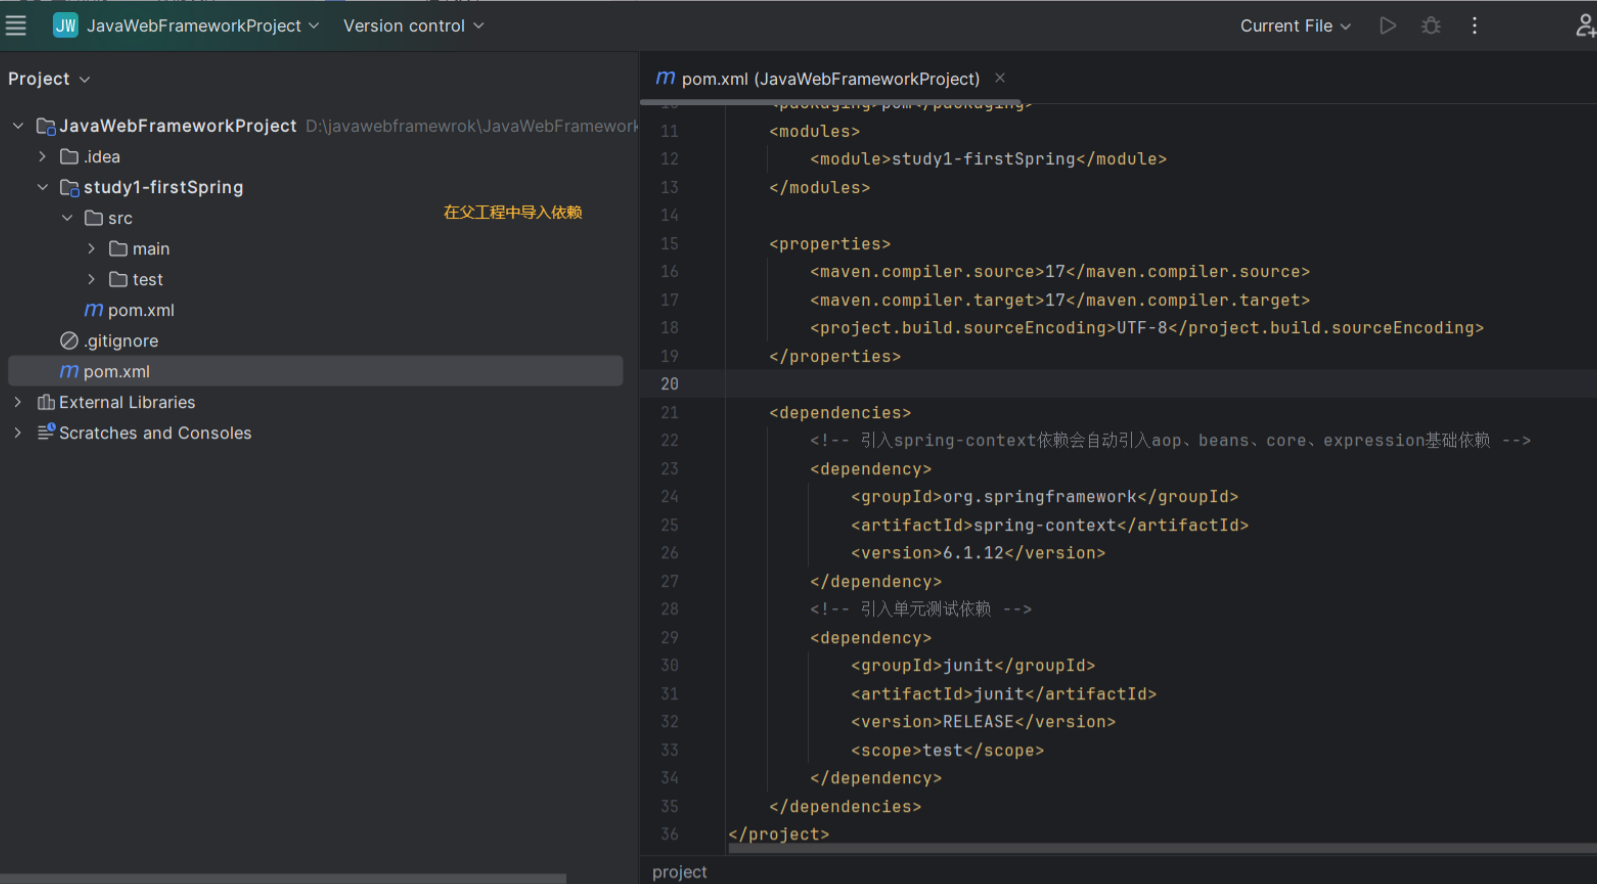 JW JavaWebFrameworkProject Version control Current File
Project
pom.xml (JavaWebFrameworkProject)
JavaWebFrameworkProject D:\javawebframewrok\JavaWebFramework
.idea
study1-firstSpring
src
在父工程中导入依赖
main
test
pom.xml
.gitignore
pom.xml
External Libraries
Scratches and Consoles
10 <packaging>pom</packaging>
11 <modules>
12 <module>study1-firstSpring</module>
13 </modules>
14
15 <properties>
16 <maven.compiler.source>17</maven.compiler.source>
17 <maven.compiler.target>17</maven.compiler.target>
18 <project.build.sourceEncoding>UTF-8</project.build.sourceEncoding>
19 </properties>
20
21 <dependencies>
22 <!-- 引入spring-context依赖会自动引入aop、beans、core、expression基础依赖 -->
23 <dependency>
24 <groupId>org.springframework</groupId>
25 <artifactId>spring-context</artifactId>
26 <version>6.1.12</version>
27 </dependency>
28 <!-- 引入单元测试依赖 -->
29 <dependency>
30 <groupId>junit</groupId>
31 <artifactId>junit</artifactId>
32 <version>RELEASE</version>
33 <scope>test</scope>
34 </dependency>
35 </dependencies>
36 </project>
project